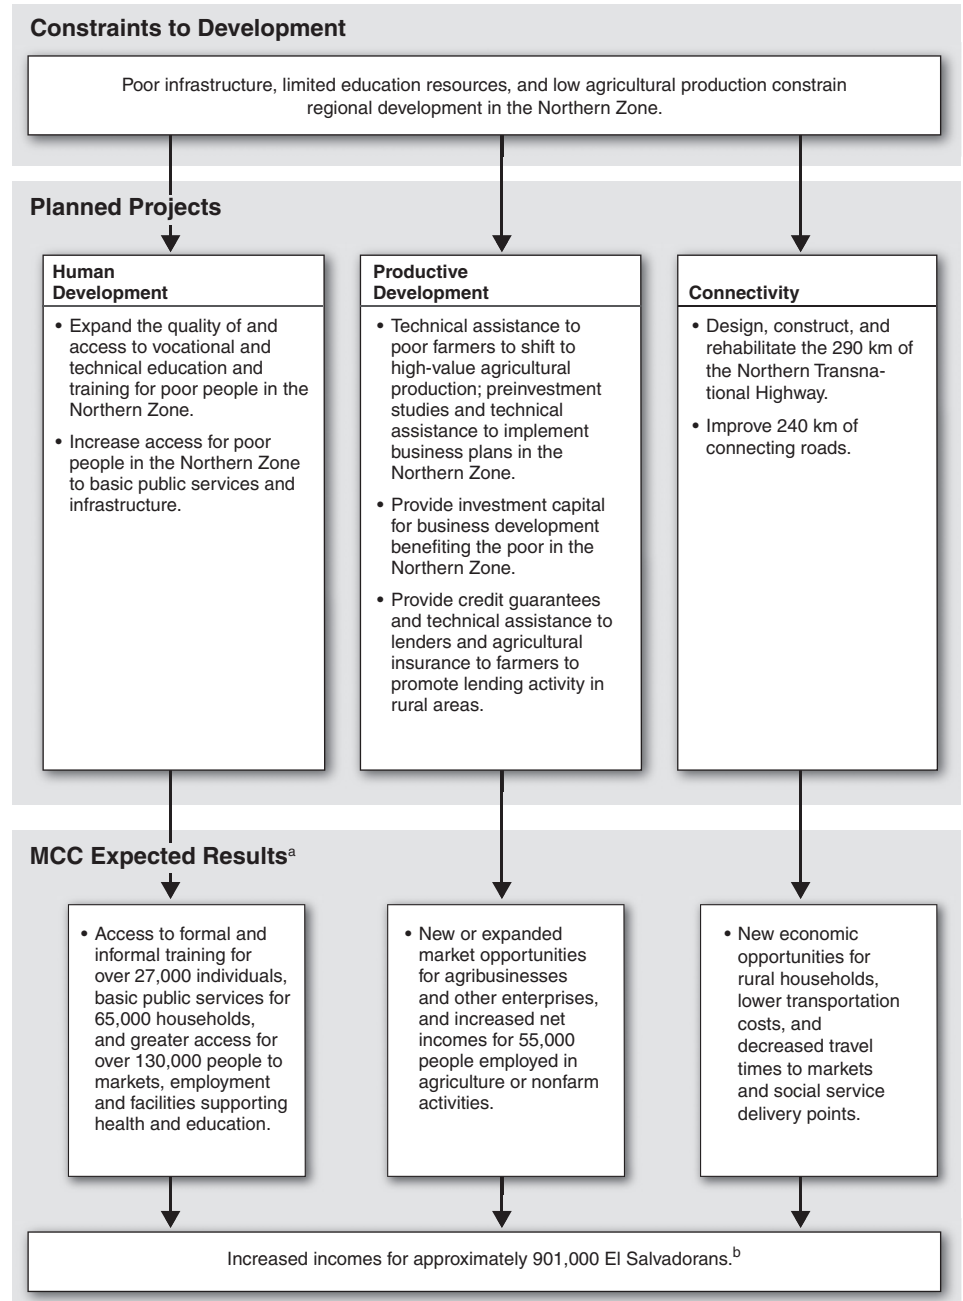 Constraints to Development
Poor infrastructure, limited education resources, and low agricultural production constrain
regional development in the Northern Zone.
Planned Projects
Human
Development
• Expand the quality of and
access to vocational and
technical education and
training for poor people in the
Northern Zone.
• Increase access for poor
people in the Northern Zone
to basic public services and
infrastructure.
Productive
Development
• Technical assistance to
poor farmers to shift to
high-value agricultural
production; preinvestment
studies and technical
assistance to implement
business plans in the
Northern Zone.
• Provide investment capital
for business development
benefiting the poor in the
Northern Zone.
• Provide credit guarantees
and technical assistance to
lenders and agricultural
insurance to farmers to
promote lending activity in
rural areas.
Connectivity
• Design, construct, and
rehabilitate the 290 km of
the Northern Transna-
tional Highway.
• Improve 240 km of
connecting roads.
MCC Expected Resultsa
• Access to formal and
informal training for
over 27,000 individuals,
basic public services for
65,000 households,
and greater access for
over 130,000 people to
markets, employment
and facilities supporting
health and education.
• New or expanded
market opportunities
for agribusinesses
and other enterprises,
and increased net
incomes for 55,000
people employed in
agriculture or nonfarm
activities.
• New economic
opportunities for
rural households,
lower transportation
costs, and
decreased travel
times to markets
and social service
delivery points.
Increased incomes for approximately 901,000 El Salvadorans.b